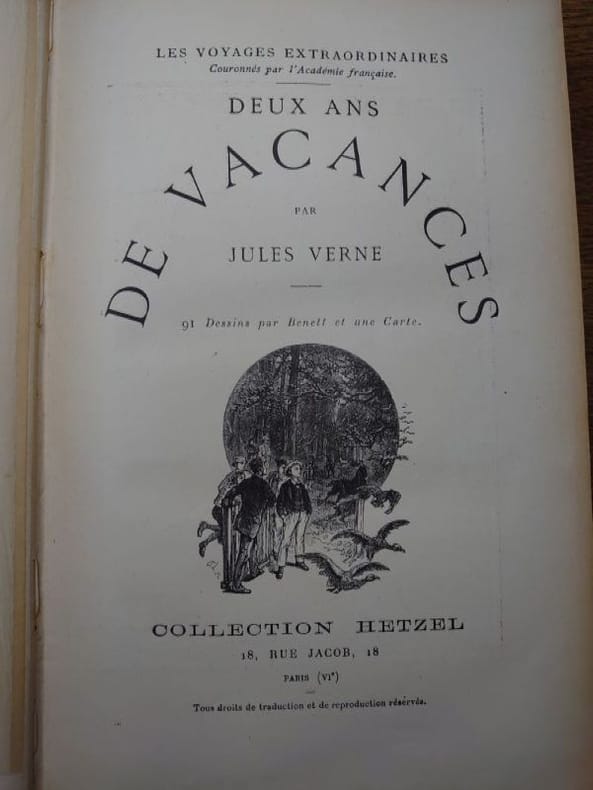 LES VOYAGES EXTRAORDINAIRES
Couronnés par l'Académie française.
DEUX ANS
DE VACANCES
PAR
JULES VERNE
91 Dessins par Benett et une Carte.
COLLECTION HETZEL
18, RUE JACOB, 18
PARIS (VIe)
Tous droits de traduction et de reproduction réservés.